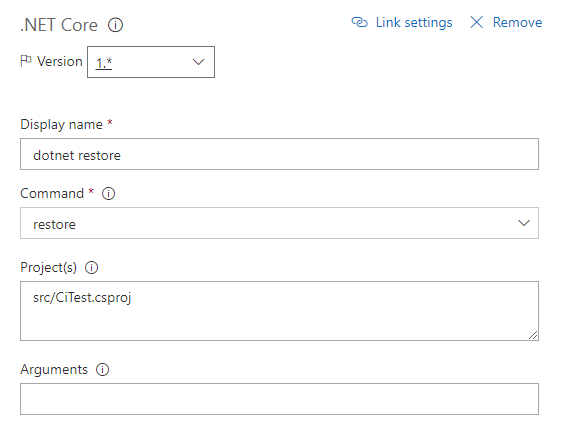 .NET Core
Link settings
Remove
Version
1.*
Display name *
dotnet restore
Command *
restore
Project(s)
src/CiTest.csproj
Arguments